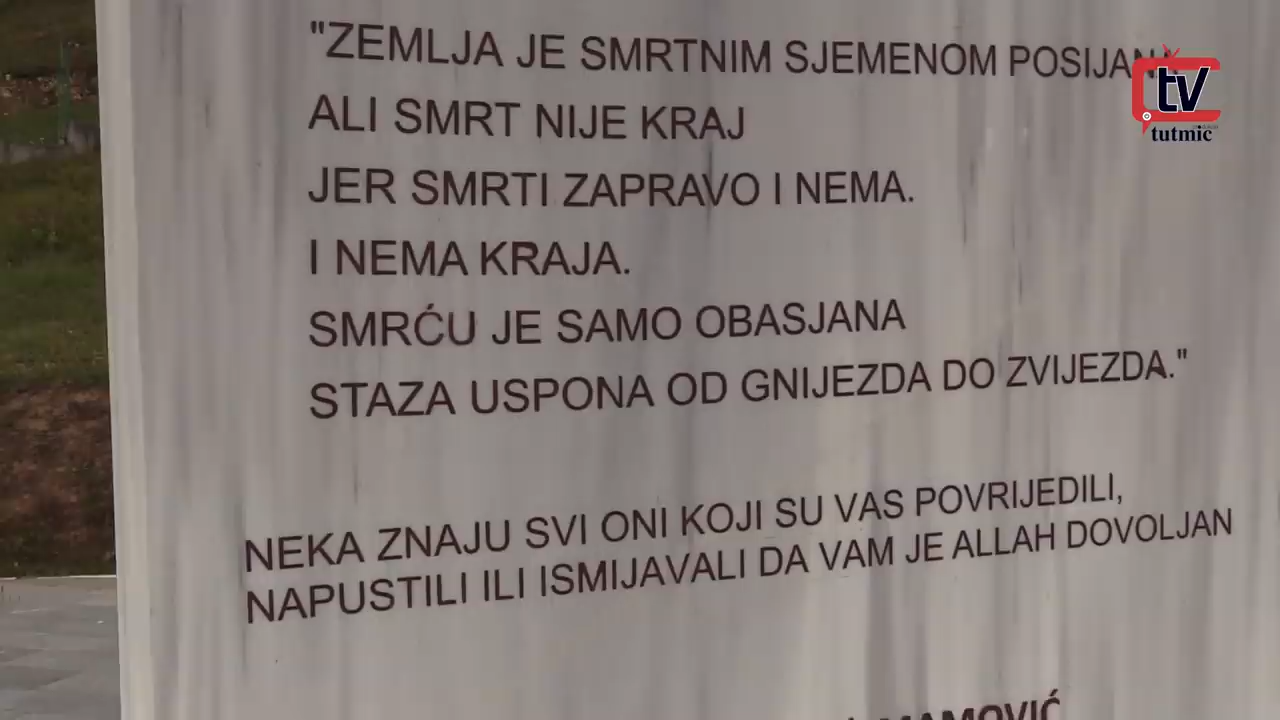 "ZEMLJA JE SMRTNIM SJEMENOM POSIJANA
ALI SMRT NIJE KRAJ
JER SMRTI ZAPRAVO I NEMA.
I NEMA KRAJA.
SMRĆU JE SAMO OBASJANA
STAZA USPONA OD GNIJEZDA DO ZVIJEZDA."
NEKA ZNAJU SVI ONI KOJI SU VAS POVRIJEDILI,
NAPUSTILI ILI ISMIJAVALI DA VAM JE ALLAH DOVOLJAN
tv
tutmic